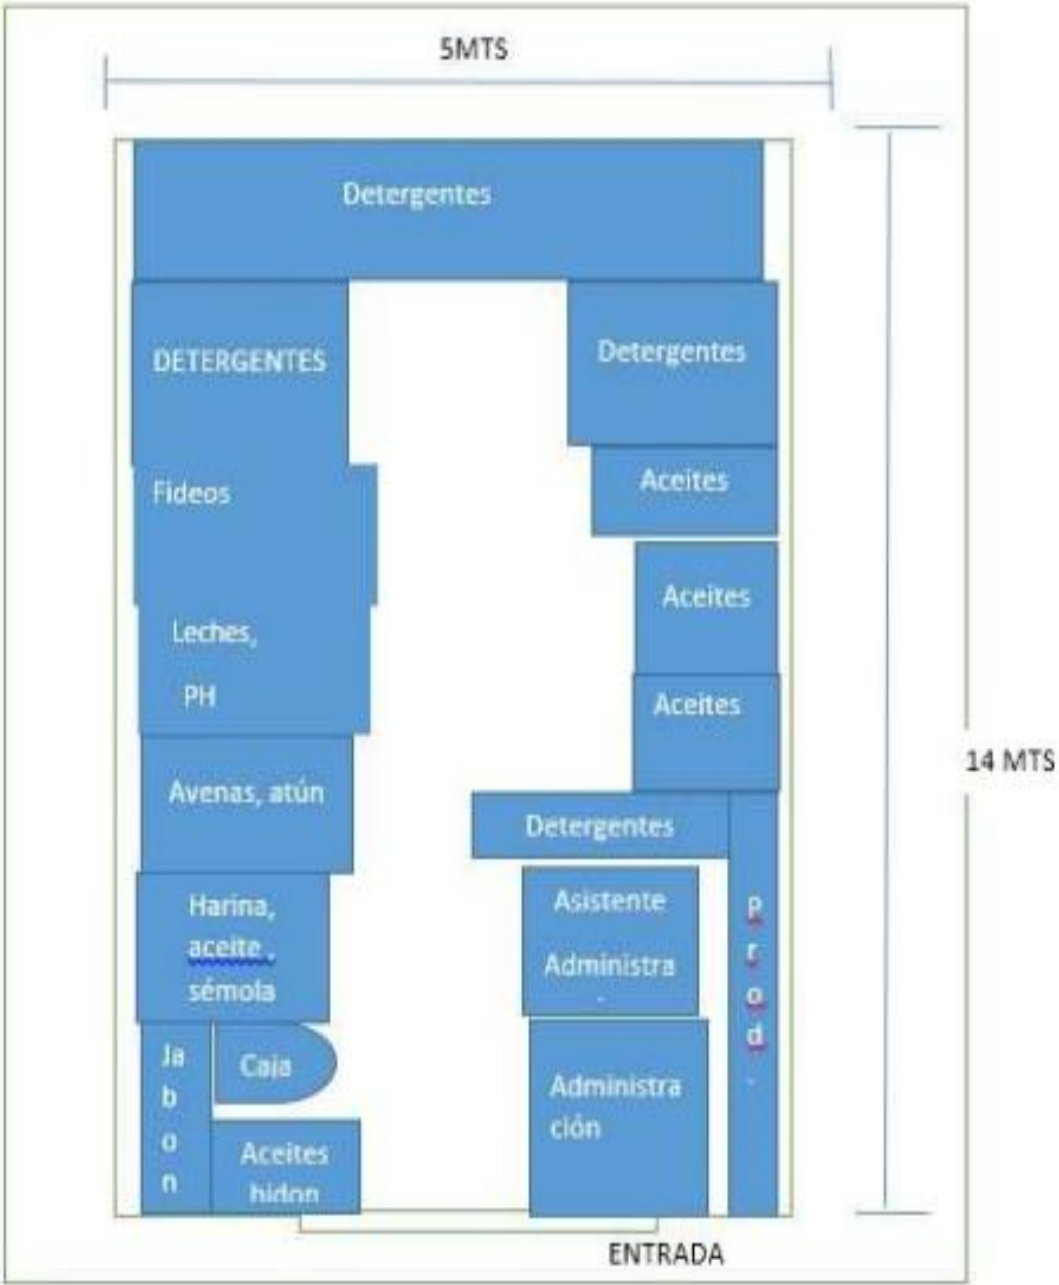 5MTS
Detergentes
DETERGENTES
Detergentes
Fideos
Aceites
Aceites
Leches,
PH
Aceites
14 MTS
Avenas, atún
Detergentes
Harina,
aceite ,
sémola
Asistente
Administra
.
P
r
o
d
.
Ja
b
o
n
Caja
Administra
ción
Aceites
bidon
ENTRADA